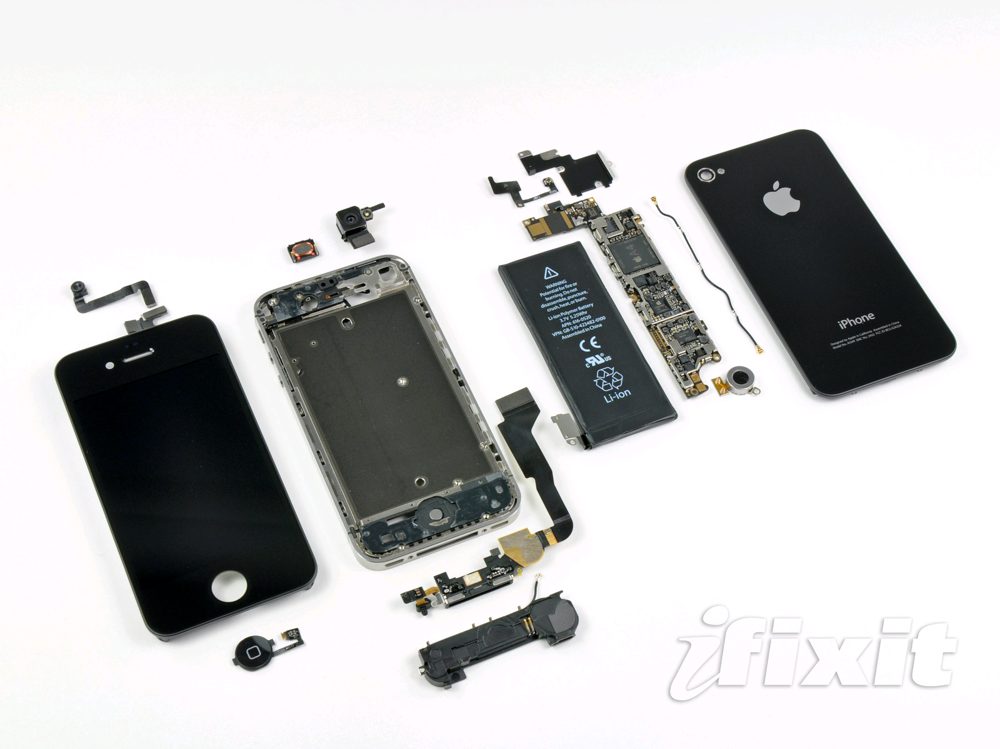 WARNING
Potential for fire or
burning. Do not
disassemble, puncture,
crush, heat, or burn.
Li-ion Polymer Battery
3.7V 5.25Whr
APN: 616-0520
VPN: GB-S10-423482-0100
Assembled in China
CE
c RU US
Li-ion
A4
iPhone
Designed by Apple in California Assembled in China
Model No.: A1349 EMC No.: 2422 FCC ID: BCG-E2422A
ifixit